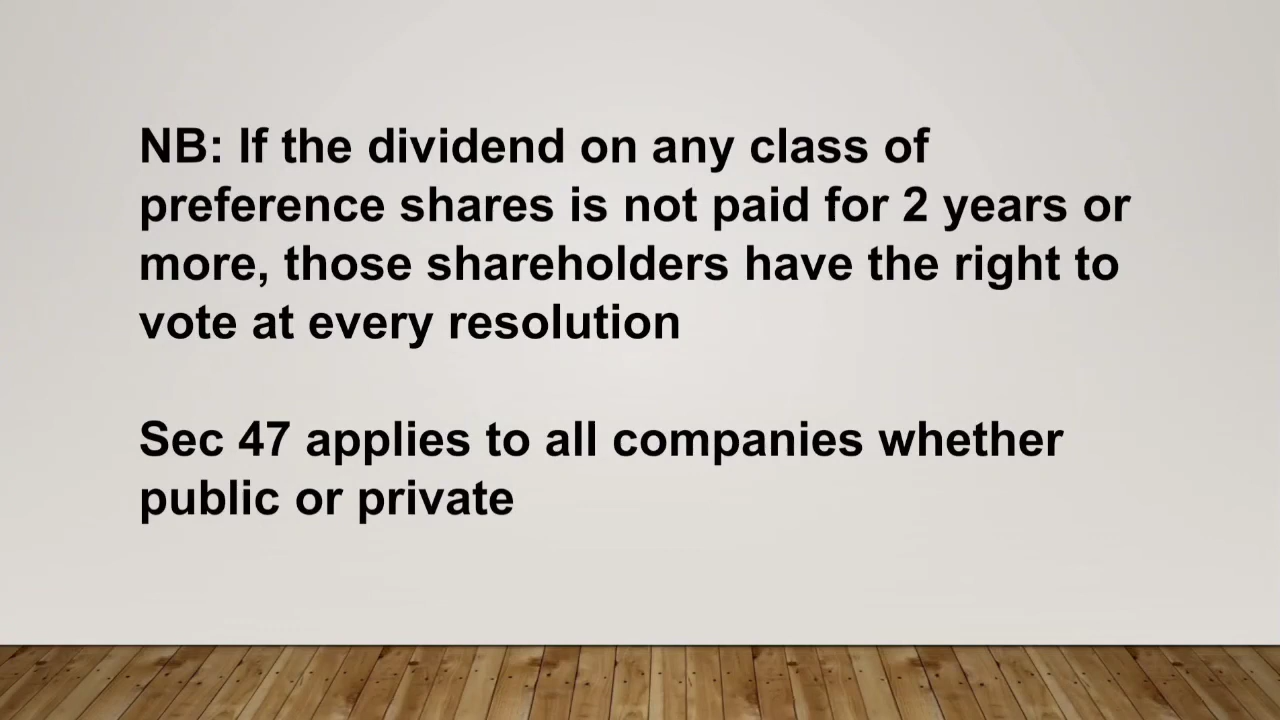 NB: If the dividend on any class of
preference shares is not paid for 2 years or
more, those shareholders have the right to
vote at every resolution
Sec 47 applies to all companies whether
public or private